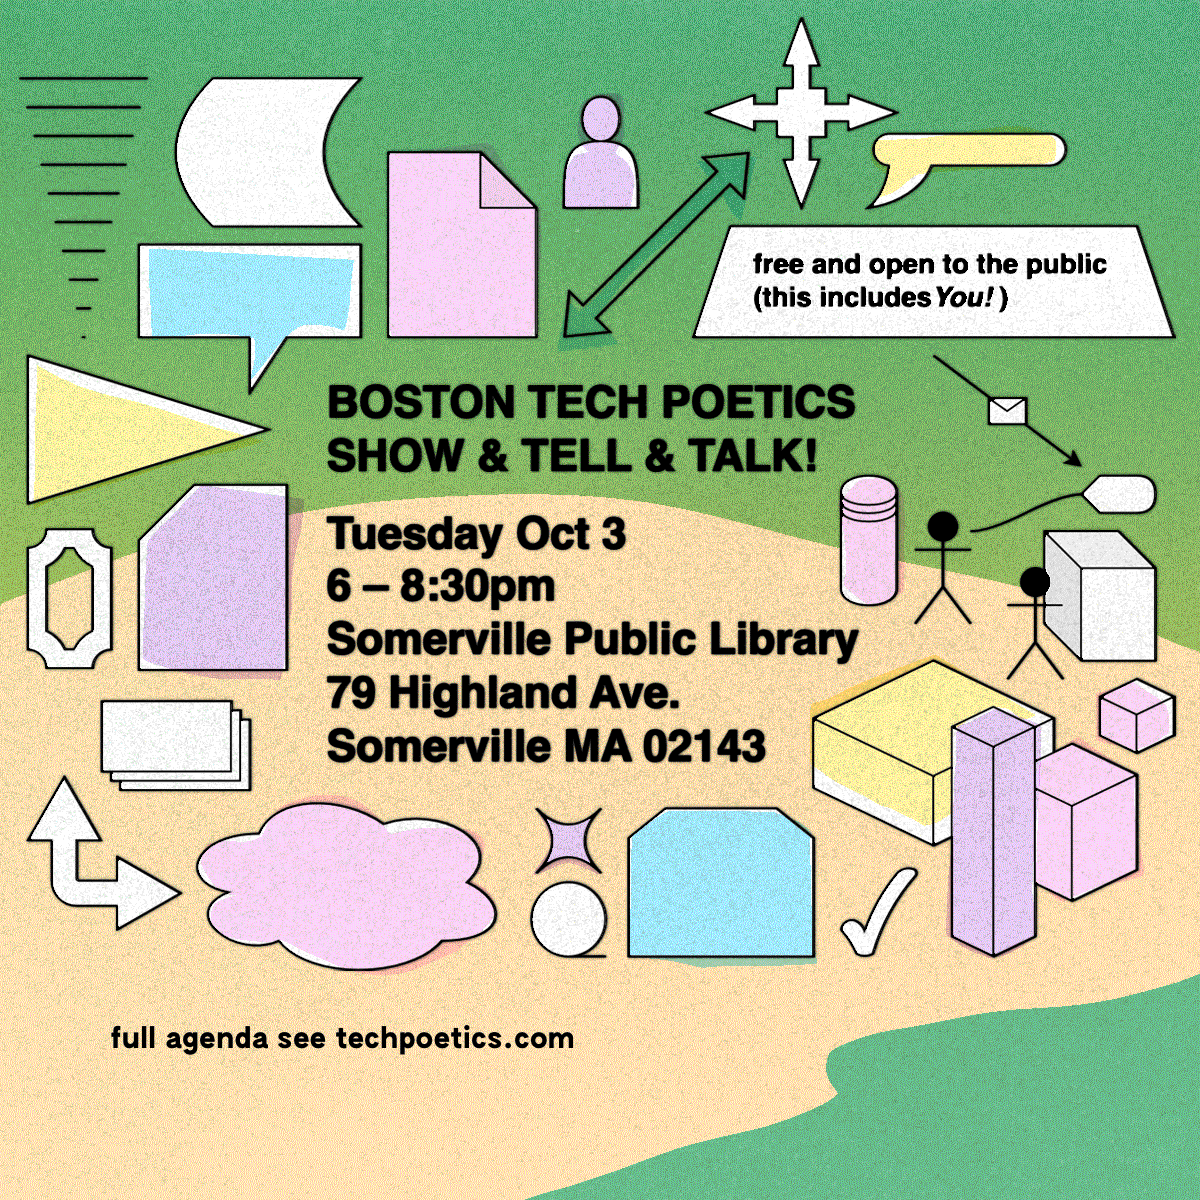 free and open to the public
(this includes You! )
BOSTON TECH POETICS
SHOW & TELL & TALK!
Tuesday Oct 3
6 – 8:30pm
Somerville Public Library
79 Highland Ave.
Somerville MA 02143
full agenda see techpoetics.com